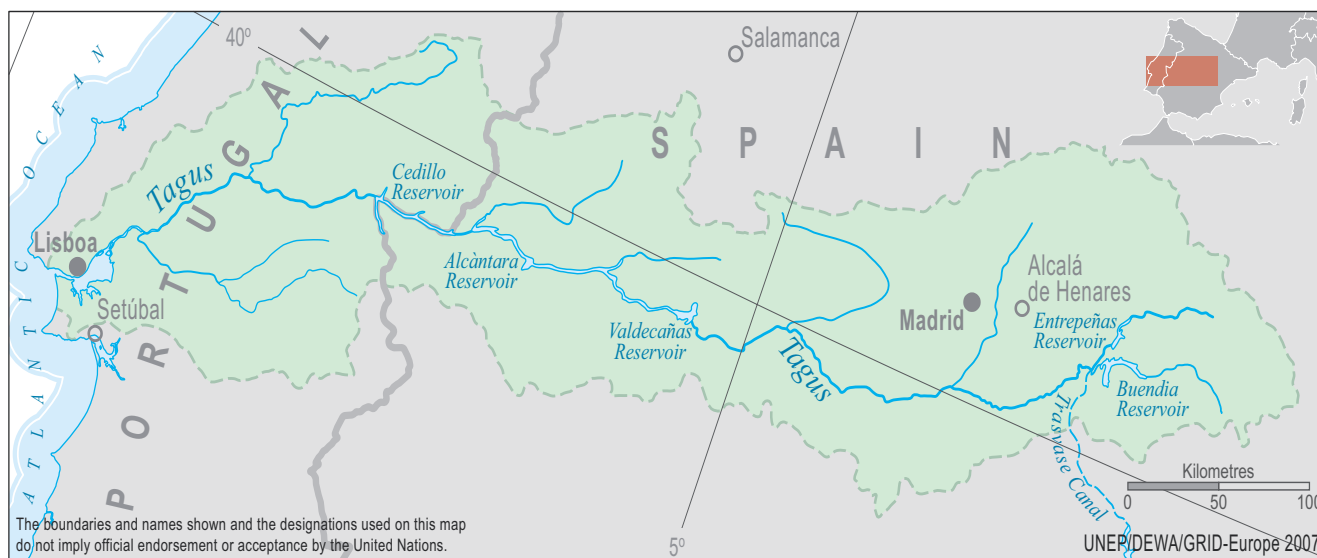 40º
Salamanca
ATLANTIC OCEAN
PORTUGAL
SPAIN
Tagus
Cedillo
Reservoir
Lisboa
Alcàntara
Reservoir
Setúbal
Valdecañas
Reservoir
Tagus
Madrid
Alcalá
de Henares
Entrepeñas
Reservoir
Buendia
Reservoir
Trasvase Canal
Kilometres
0 50 100
5º
The boundaries and names shown and the designations used on this map
do not imply official endorsement or acceptance by the United Nations.
UNEP/DEWA/GRID-Europe 2007